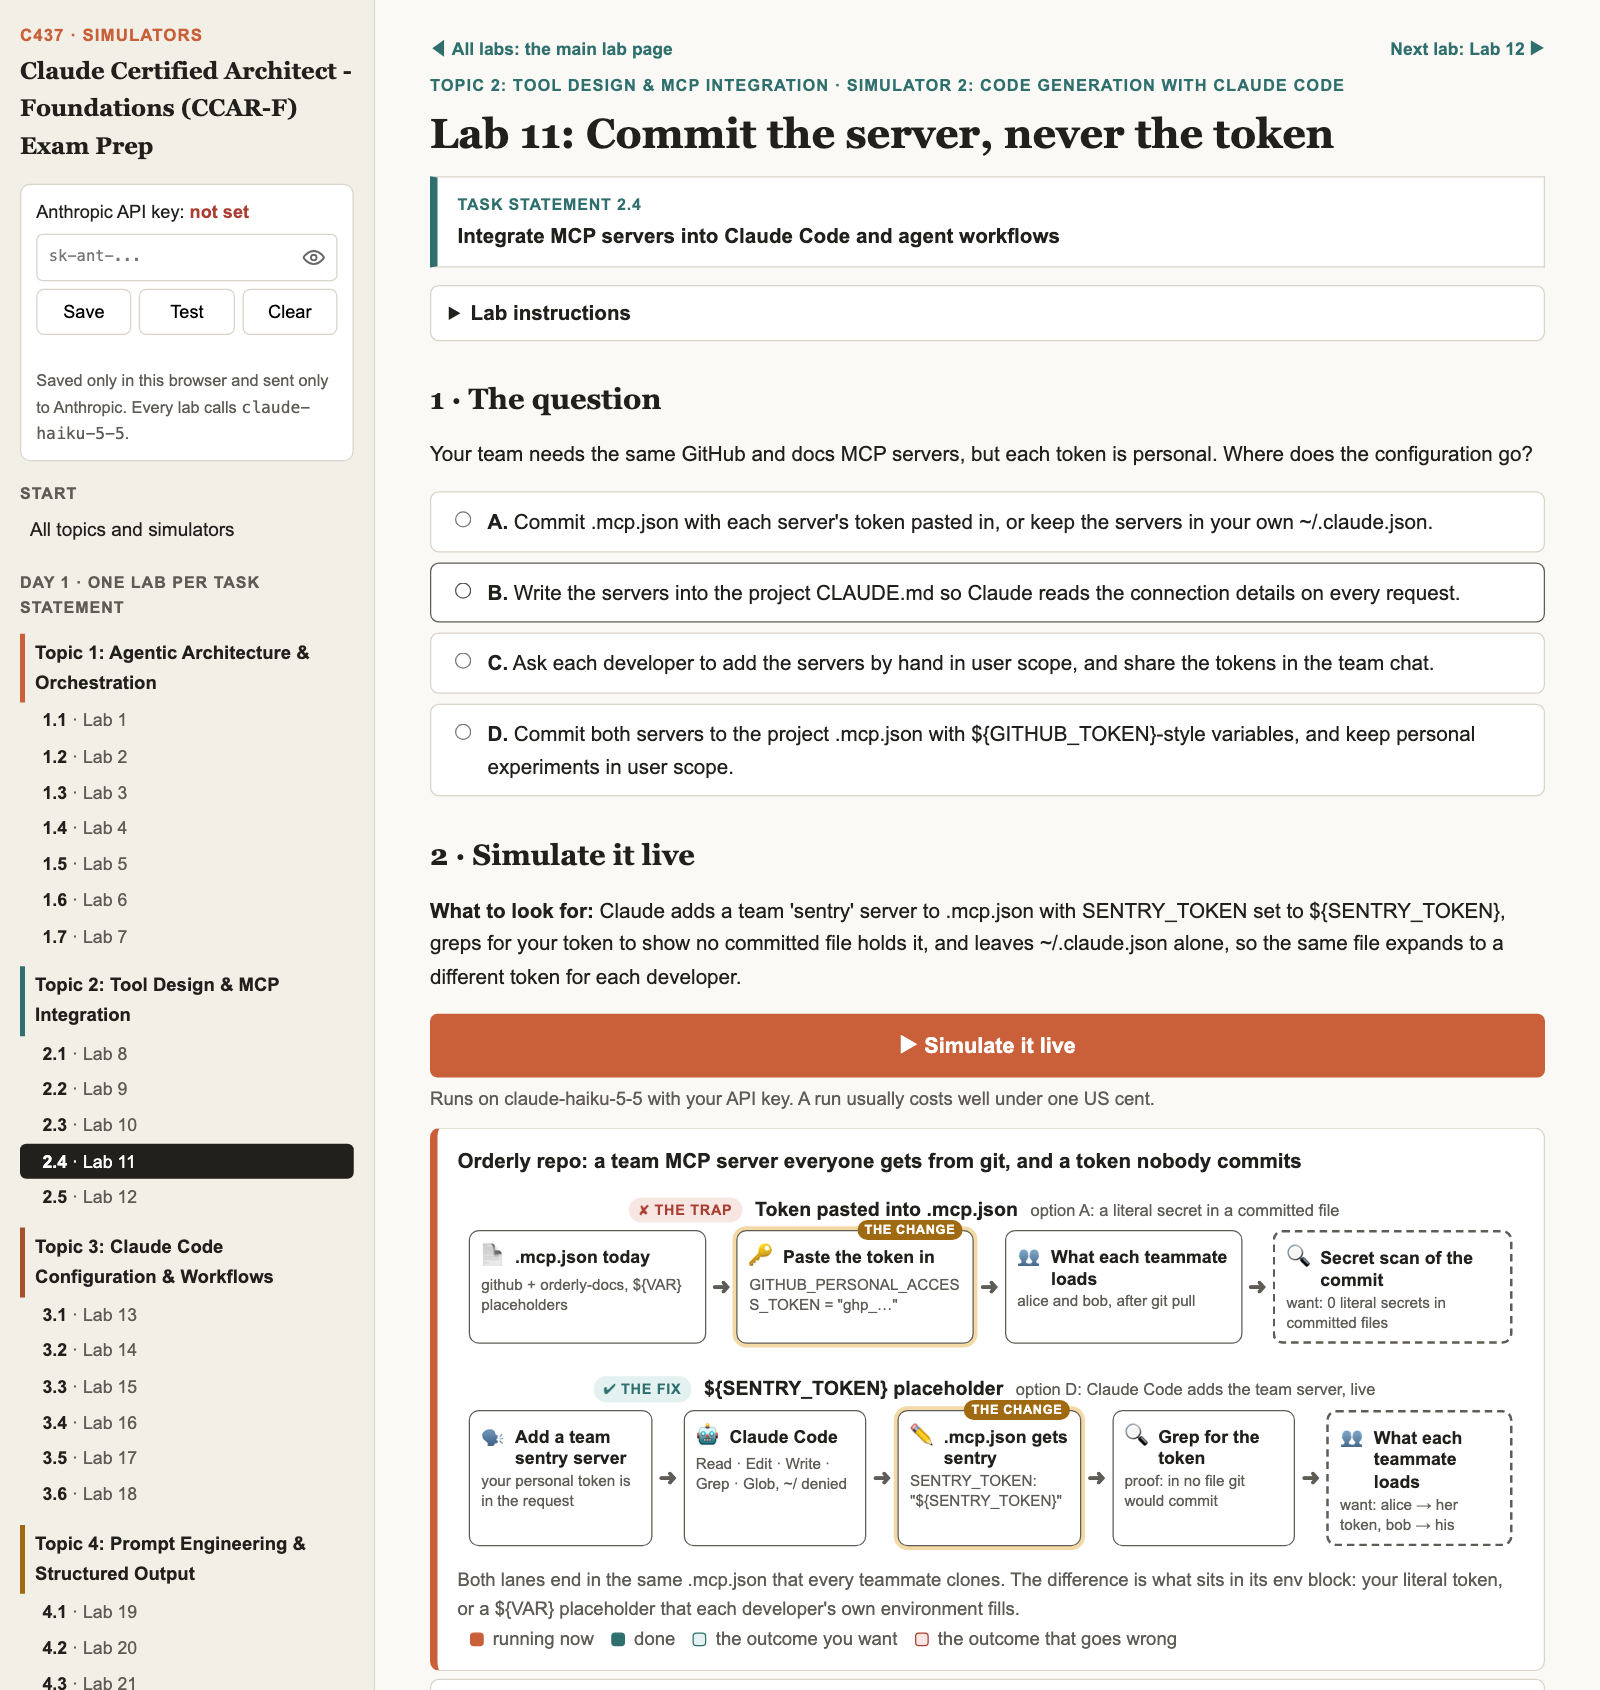 C437 · SIMULATORS
Claude Certified Architect -
Foundations (CCAR-F)
Exam Prep
Anthropic API key: not set
sk-ant-...
Save
Test
Clear
Saved only in this browser and sent only
to Anthropic. Every lab calls claude-
haiku-5-5.
START
All topics and simulators
DAY 1 · ONE LAB PER TASK
STATEMENT
Topic 1: Agentic Architecture &
Orchestration
1.1 · Lab 1
1.2 · Lab 2
1.3 · Lab 3
1.4 · Lab 4
1.5 · Lab 5
1.6 · Lab 6
1.7 · Lab 7
Topic 2: Tool Design & MCP
Integration
2.1 · Lab 8
2.2 · Lab 9
2.3 · Lab 10
2.4 · Lab 11
2.5 · Lab 12
Topic 3: Claude Code
Configuration & Workflows
3.1 · Lab 13
3.2 · Lab 14
3.3 · Lab 15
3.4 · Lab 16
3.5 · Lab 17
3.6 · Lab 18
Topic 4: Prompt Engineering &
Structured Output
4.1 · Lab 19
4.2 · Lab 20
4.3 · Lab 21
◀ All labs: the main lab page
Next lab: Lab 12 ▶
TOPIC 2: TOOL DESIGN & MCP INTEGRATION · SIMULATOR 2: CODE GENERATION WITH CLAUDE CODE
Lab 11: Commit the server, never the token
TASK STATEMENT 2.4
Integrate MCP servers into Claude Code and agent workflows
▶ Lab instructions
1 · The question
Your team needs the same GitHub and docs MCP servers, but each token is personal. Where does the configuration go?
A. Commit .mcp.json with each server's token pasted in, or keep the servers in your own ~/.claude.json.
B. Write the servers into the project CLAUDE.md so Claude reads the connection details on every request.
C. Ask each developer to add the servers by hand in user scope, and share the tokens in the team chat.
D. Commit both servers to the project .mcp.json with ${GITHUB_TOKEN}-style variables, and keep personal
experiments in user scope.
2 · Simulate it live
What to look for: Claude adds a team 'sentry' server to .mcp.json with SENTRY_TOKEN set to ${SENTRY_TOKEN},
greps for your token to show no committed file holds it, and leaves ~/.claude.json alone, so the same file expands to a
different token for each developer.
▶ Simulate it live
Runs on claude-haiku-5-5 with your API key. A run usually costs well under one US cent.
Orderly repo: a team MCP server everyone gets from git, and a token nobody commits
✘ THE TRAP Token pasted into .mcp.json option A: a literal secret in a committed file
.mcp.json today
github + orderly-docs, ${VAR}
placeholders
➜
THE CHANGE
Paste the token in
GITHUB_PERSONAL_ACCES
S_TOKEN = "ghp_…"
➜
What each teammate
loads
alice and bob, after git pull
➜
Secret scan of the
commit
want: 0 literal secrets in
committed files
✔ THE FIX ${SENTRY_TOKEN} placeholder option D: Claude Code adds the team server, live
Add a team
sentry server
your personal token is
in the request
➜
Claude Code
Read · Edit · Write ·
Grep · Glob, ~/ denied
➜
THE CHANGE
.mcp.json gets
sentry
SENTRY_TOKEN:
"${SENTRY_TOKEN}"
➜
Grep for the
token
proof: in no file git
would commit
➜
What each
teammate
loads
want: alice → her
token, bob → his
Both lanes end in the same .mcp.json that every teammate clones. The difference is what sits in its env block: your literal token,
or a ${VAR} placeholder that each developer's own environment fills.
running now
done
the outcome you want
the outcome that goes wrong